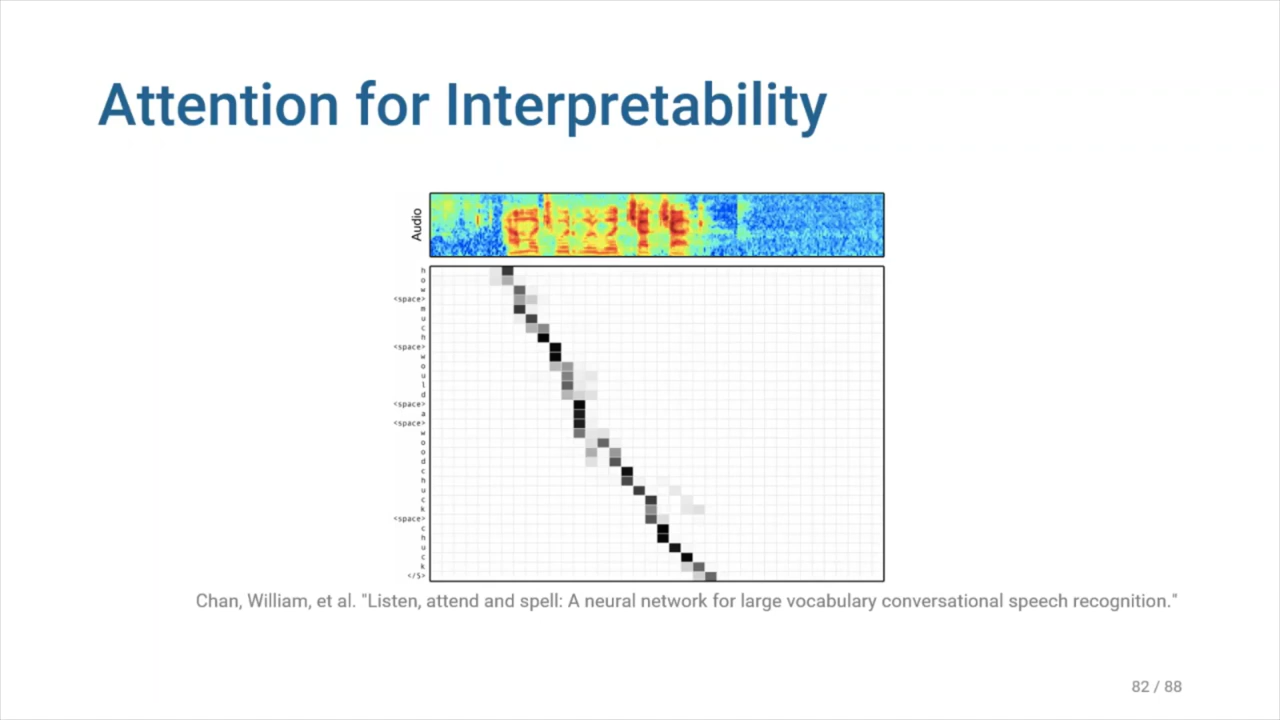 Attention for Interpretability
Audio
h
o
w
<space>
m
u
c
h
<space>
w
o
u
l
d
<space>
a
<space>
w
o
o
d
c
h
u
c
k
<space>
c
h
u
c
k
</S>
Chan, William, et al. "Listen, attend and spell: A neural network for large vocabulary conversational speech recognition."
82 / 88